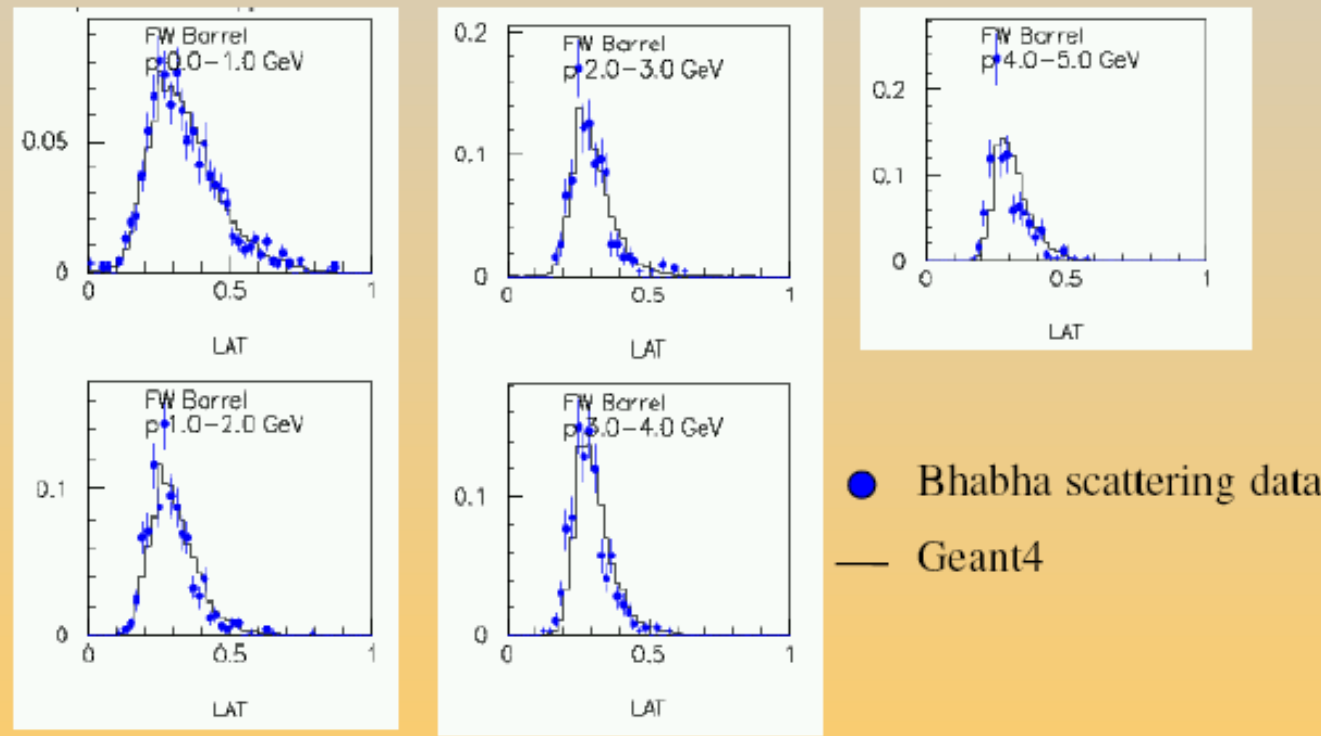 FW Barrel
p 0.0-1.0 GeV
0.05
0
0
0.5
1
LAT
FW Barrel
p 2.0-3.0 GeV
0.2
0.1
0
0
0.5
1
LAT
FW Barrel
p 4.0-5.0 GeV
0.2
0.1
0
0
0.5
1
LAT
FW Barrel
p 1.0-2.0 GeV
0.1
0
0
0.5
1
LAT
FW Barrel
p 3.0-4.0 GeV
0.1
0
0
0.5
1
LAT
Bhabha scattering data
Geant4